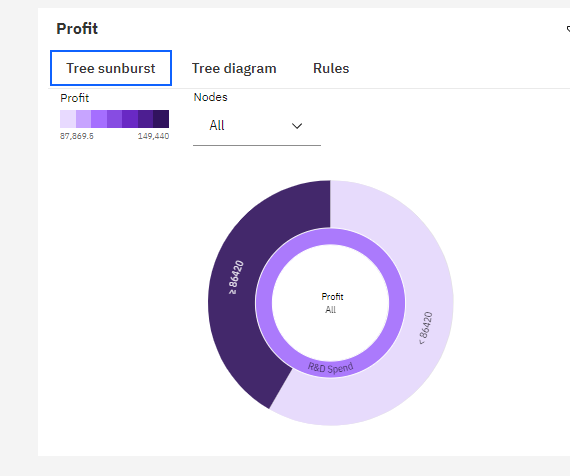 Profit
Tree sunburst
Tree diagram
Rules
Profit
Nodes
All
87,869.5
149,440
≥ 86420
Profit
All
< 86420
R&D Spend